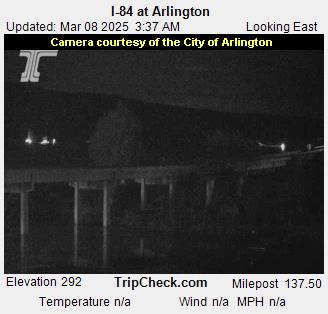 I-84 at Arlington
Updated: Mar 08 2025 3:37 AM Looking East
Camera courtesy of the City of Arlington
Elevation 292 TripCheck.com Milepost 137.50
Temperature n/a Wind n/a MPH n/a